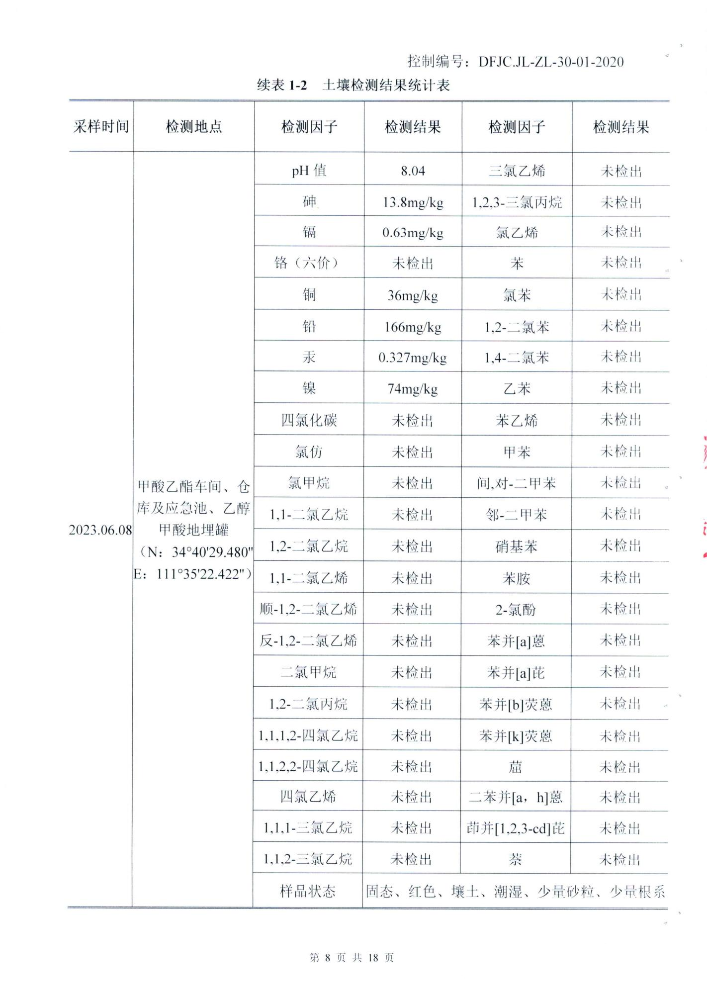 控制编号：DFJC.JL-ZL-30-01-2020
续表 1-2 土壤检测结果统计表
采样时间 检测地点 检测因子 检测结果 检测因子 检测结果
pH 值 8.04 三氯乙烯 未检出
砷 13.8mg/kg 1,2,3-三氯丙烷 未检出
镉 0.63mg/kg 氯乙烯 未检出
铬（六价） 未检出 苯 未检出
铜 36mg/kg 氯苯 未检出
铅 166mg/kg 1,2-二氯苯 未检出
汞 0.327mg/kg 1,4-二氯苯 未检出
镍 74mg/kg 乙苯 未检出
四氯化碳 未检出 苯乙烯 未检出
氯仿 未检出 甲苯 未检出
氯甲烷 未检出 间,对-二甲苯 未检出
1,1-二氯乙烷 未检出 邻-二甲苯 未检出
2023.06.08
甲酸乙酯车间、仓
库及应急池、乙醇
甲酸地埋罐
（N：34°40'29.480"
E：111°35'22.422"）
1,2-二氯乙烷 未检出 硝基苯 未检出
1,1-二氯乙烯 未检出 苯胺 未检出
顺-1,2-二氯乙烯 未检出 2-氯酚 未检出
反-1,2-二氯乙烯 未检出 苯并[a]蒽 未检出
二氯甲烷 未检出 苯并[a]芘 未检出
1,2-二氯丙烷 未检出 苯并[b]荧蒽 未检出
1,1,1,2-四氯乙烷 未检出 苯并[k]荧蒽 未检出
1,1,2,2-四氯乙烷 未检出 䓛 未检出
四氯乙烯 未检出 二苯并[a，h]蒽 未检出
1,1,1-三氯乙烷 未检出 茚并[1,2,3-cd]芘 未检出
1,1,2-三氯乙烷 未检出 萘 未检出
样品状态 固态、红色、壤土、潮湿、少量砂粒、少量根系
第 8 页 共 18 页